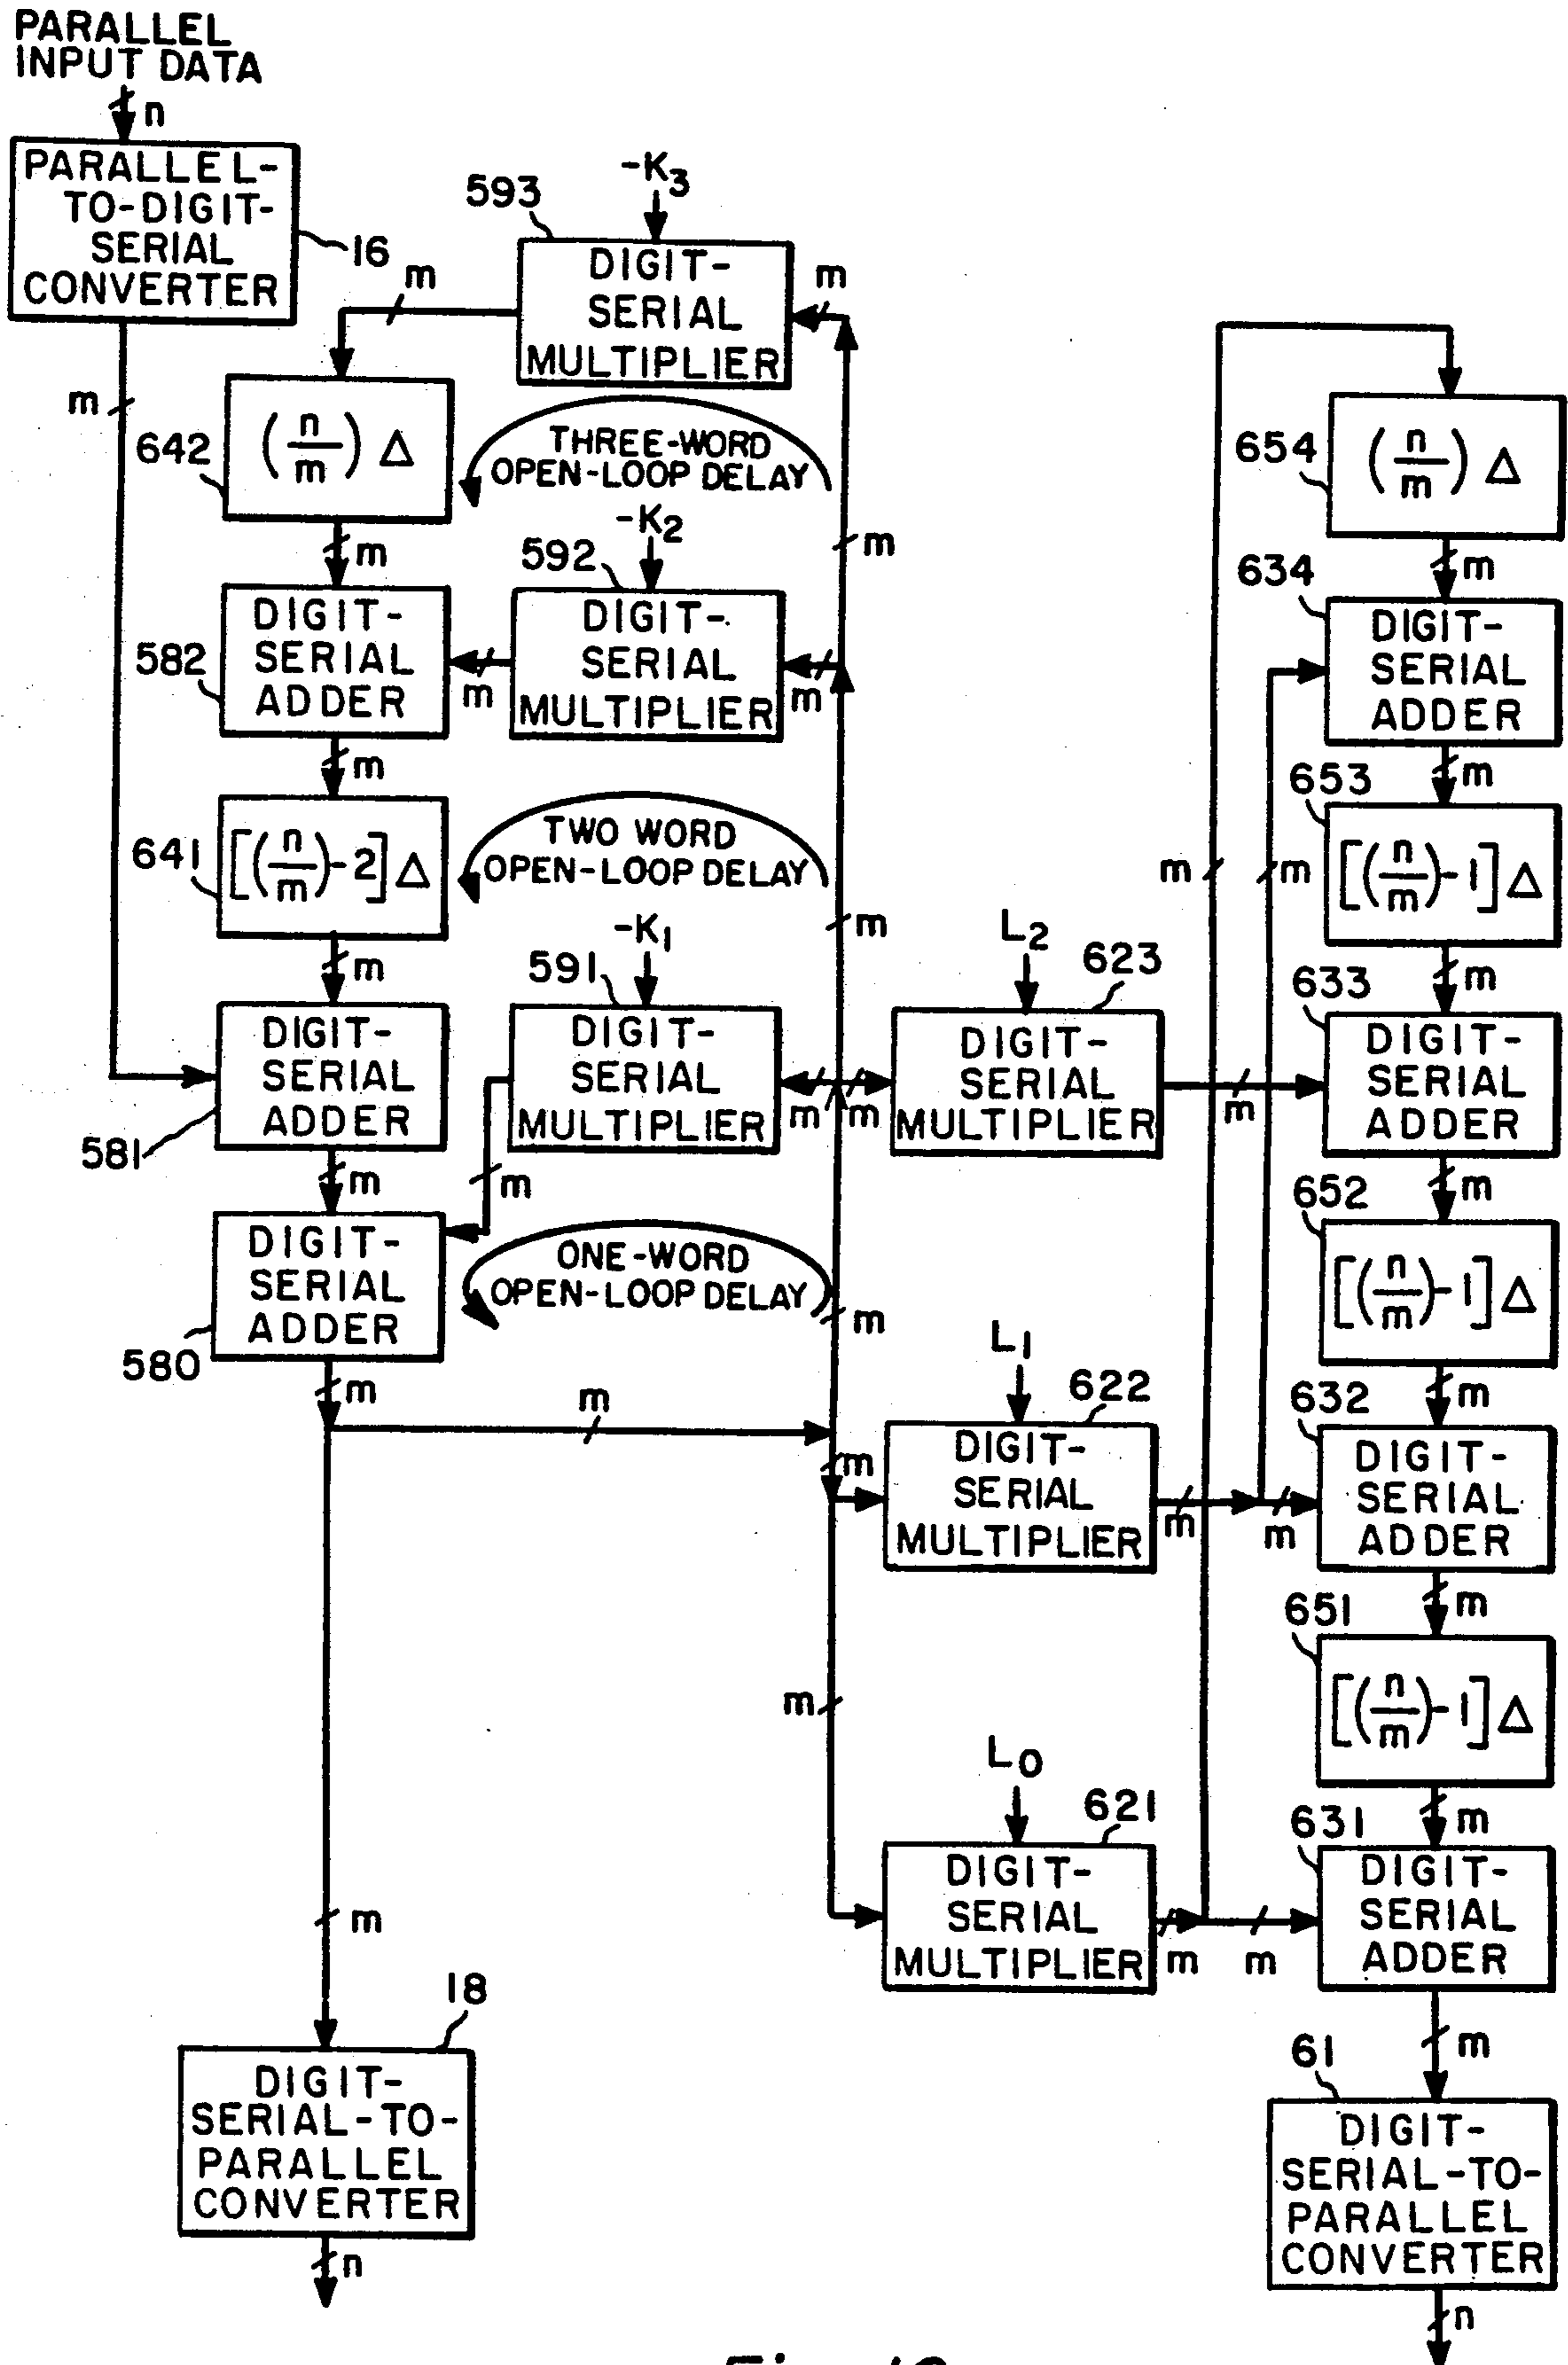 PARALLEL
INPUT DATA
n
PARALLEL-
TO-DIGIT-
SERIAL
CONVERTER
16
m
593
-K3
DIGIT-
SERIAL
MULTIPLIER
m
m
642
(n/m) Δ
THREE-WORD
OPEN-LOOP DELAY
m
m
592
-K2
DIGIT-
SERIAL
MULTIPLIER
m
m
582
DIGIT-
SERIAL
ADDER
m
641
[(n/m)-2] Δ
TWO WORD
OPEN-LOOP DELAY
m
m
591
-K1
DIGIT-
SERIAL
MULTIPLIER
m
m
m
581
DIGIT-
SERIAL
ADDER
m
580
DIGIT-
SERIAL
ADDER
ONE-WORD
OPEN-LOOP DELAY
m
m
m
m
m
m
18
DIGIT-
SERIAL-TO-
PARALLEL
CONVERTER
n
L2
623
DIGIT-
SERIAL
MULTIPLIER
m
L1
622
DIGIT-
SERIAL
MULTIPLIER
m
m
L0
621
DIGIT-
SERIAL
MULTIPLIER
m
m
m
m
m
654
(n/m) Δ
m
634
DIGIT-
SERIAL
ADDER
m
653
[(n/m)-1] Δ
m
633
DIGIT-
SERIAL
ADDER
m
652
[(n/m)-1] Δ
m
632
DIGIT-
SERIAL
ADDER
m
651
[(n/m)-1] Δ
m
631
DIGIT-
SERIAL
ADDER
m
61
DIGIT-
SERIAL-TO-
PARALLEL
CONVERTER
n